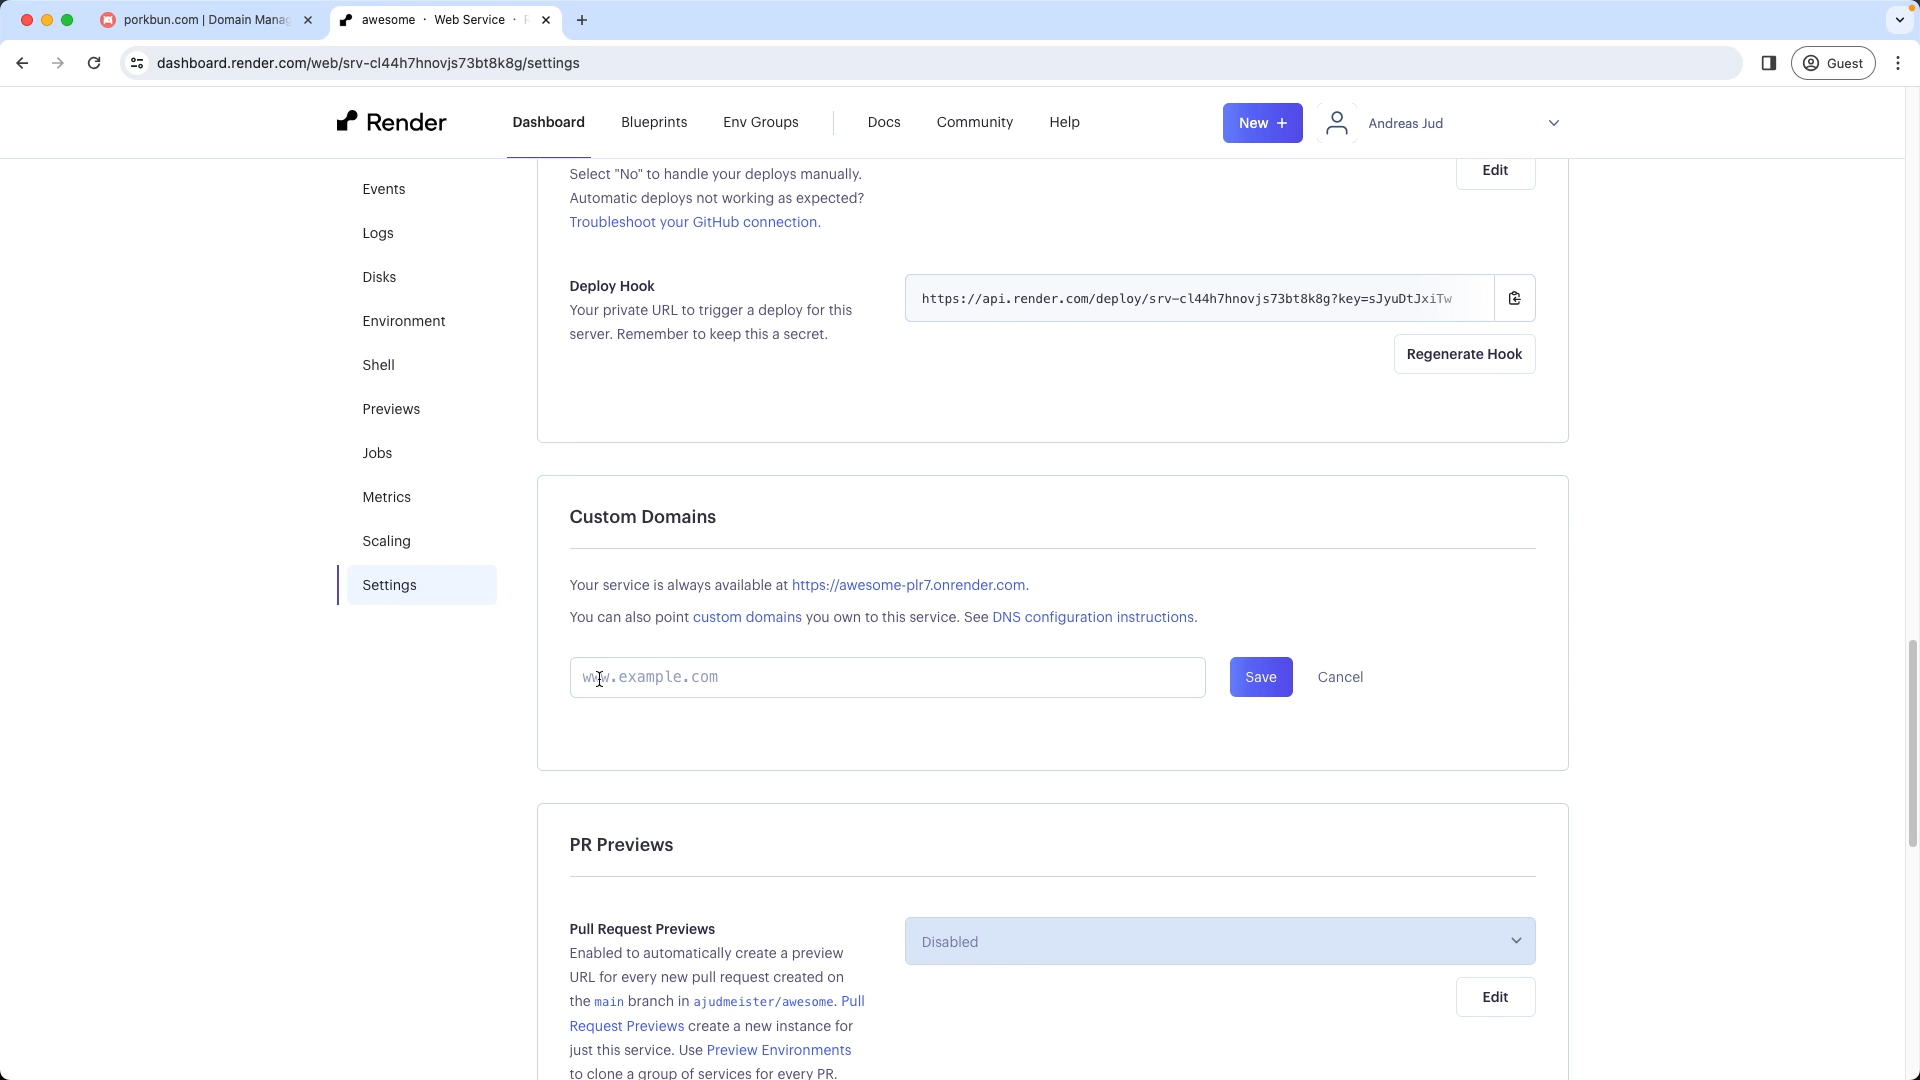 porkbun.com | Domain Manag
awesome · Web Service ·
dashboard.render.com/web/srv-cl44h7hnovjs73bt8k8g/settings
Guest
Render
Dashboard
Blueprints
Env Groups
Docs
Community
Help
New +
Andreas Jud
Events
Logs
Disks
Environment
Shell
Previews
Jobs
Metrics
Scaling
Settings
Select "No" to handle your deploys manually.
Automatic deploys not working as expected?
Troubleshoot your GitHub connection.
Edit
Deploy Hook
Your private URL to trigger a deploy for this
server. Remember to keep this a secret.
https://api.render.com/deploy/srv-cl44h7hnovjs73bt8k8g?key=sJyuDtJxiTw
Regenerate Hook
Custom Domains
Your service is always available at https://awesome-plr7.onrender.com.
You can also point custom domains you own to this service. See DNS configuration instructions.
www.example.com
Save
Cancel
PR Previews
Pull Request Previews
Enabled to automatically create a preview
URL for every new pull request created on
the main branch in ajudmeister/awesome. Pull
Request Previews create a new instance for
just this service. Use Preview Environments
to clone a group of services for every PR.
Disabled
Edit